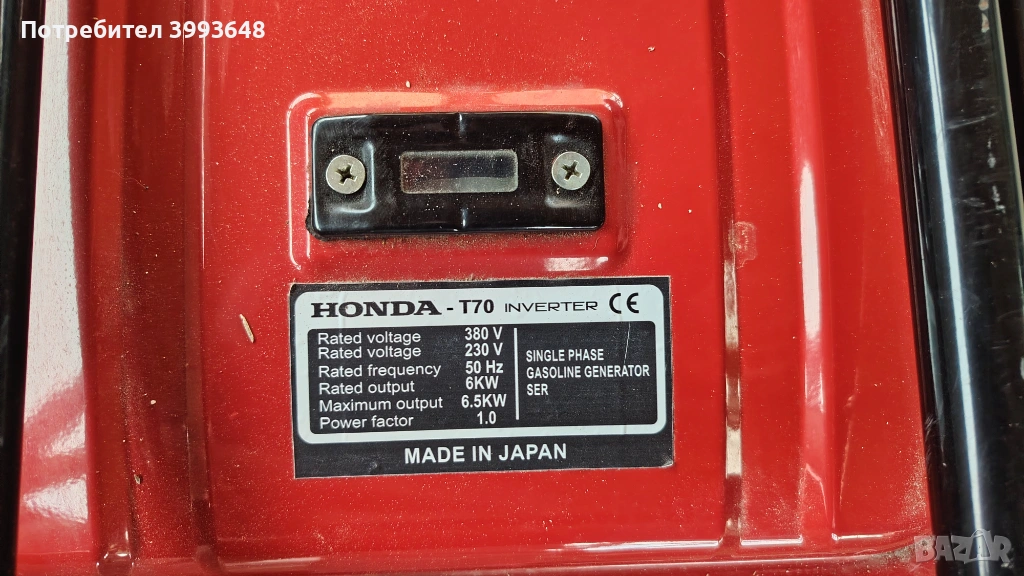 Потребител 3993648
HONDA - T70 INVERTER CE
Rated voltage 380 V
Rated voltage 230 V
Rated frequency 50 Hz
Rated output 6KW
Maximum output 6.5KW
Power factor 1.0
SINGLE PHASE
GASOLINE GENERATOR
SER
MADE IN JAPAN
BAZAR